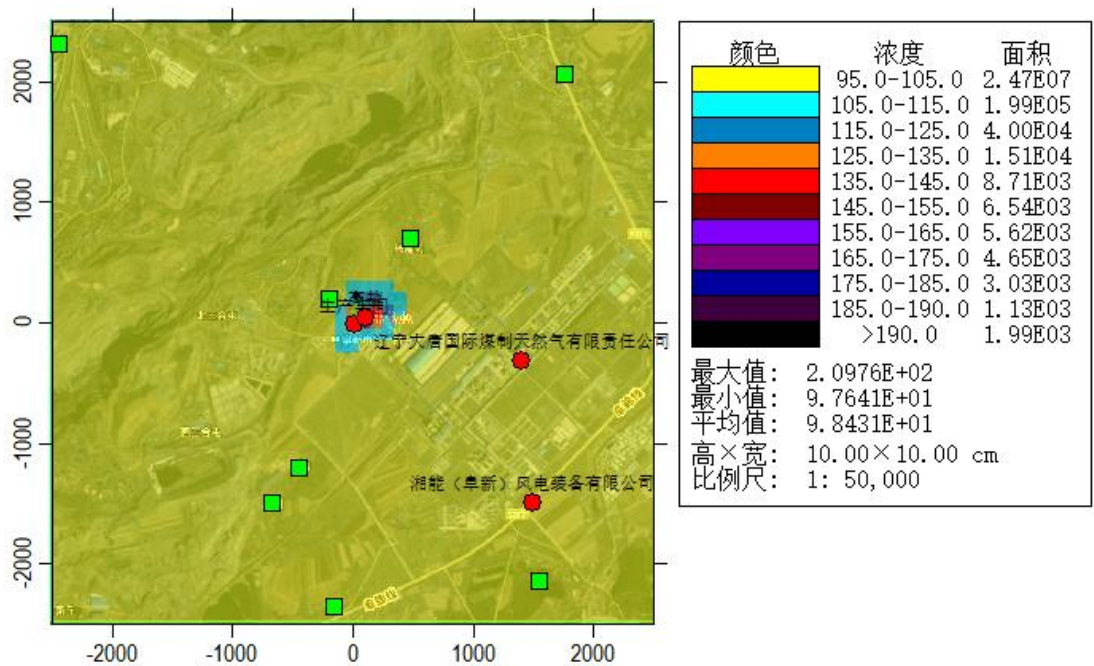 颜色 浓度 面积
95.0-105.0 2.47E07
105.0-115.0 1.99E05
115.0-125.0 4.00E04
125.0-135.0 1.51E04
135.0-145.0 8.71E03
145.0-155.0 6.54E03
155.0-165.0 5.62E03
165.0-175.0 4.65E03
175.0-185.0 3.03E03
185.0-190.0 1.13E03
>190.0 1.99E03
最大值: 2.0976E+02
最小值: 9.7641E+01
平均值: 9.8431E+01
高×宽: 10.00×10.00 cm
比例尺: 1: 50,000
2000
1000
0
-1000
-2000
辽宁大唐国际煤制天然气有限责任公司
湘能（阜新）风电装备有限公司
-2000 -1000 0 1000 2000